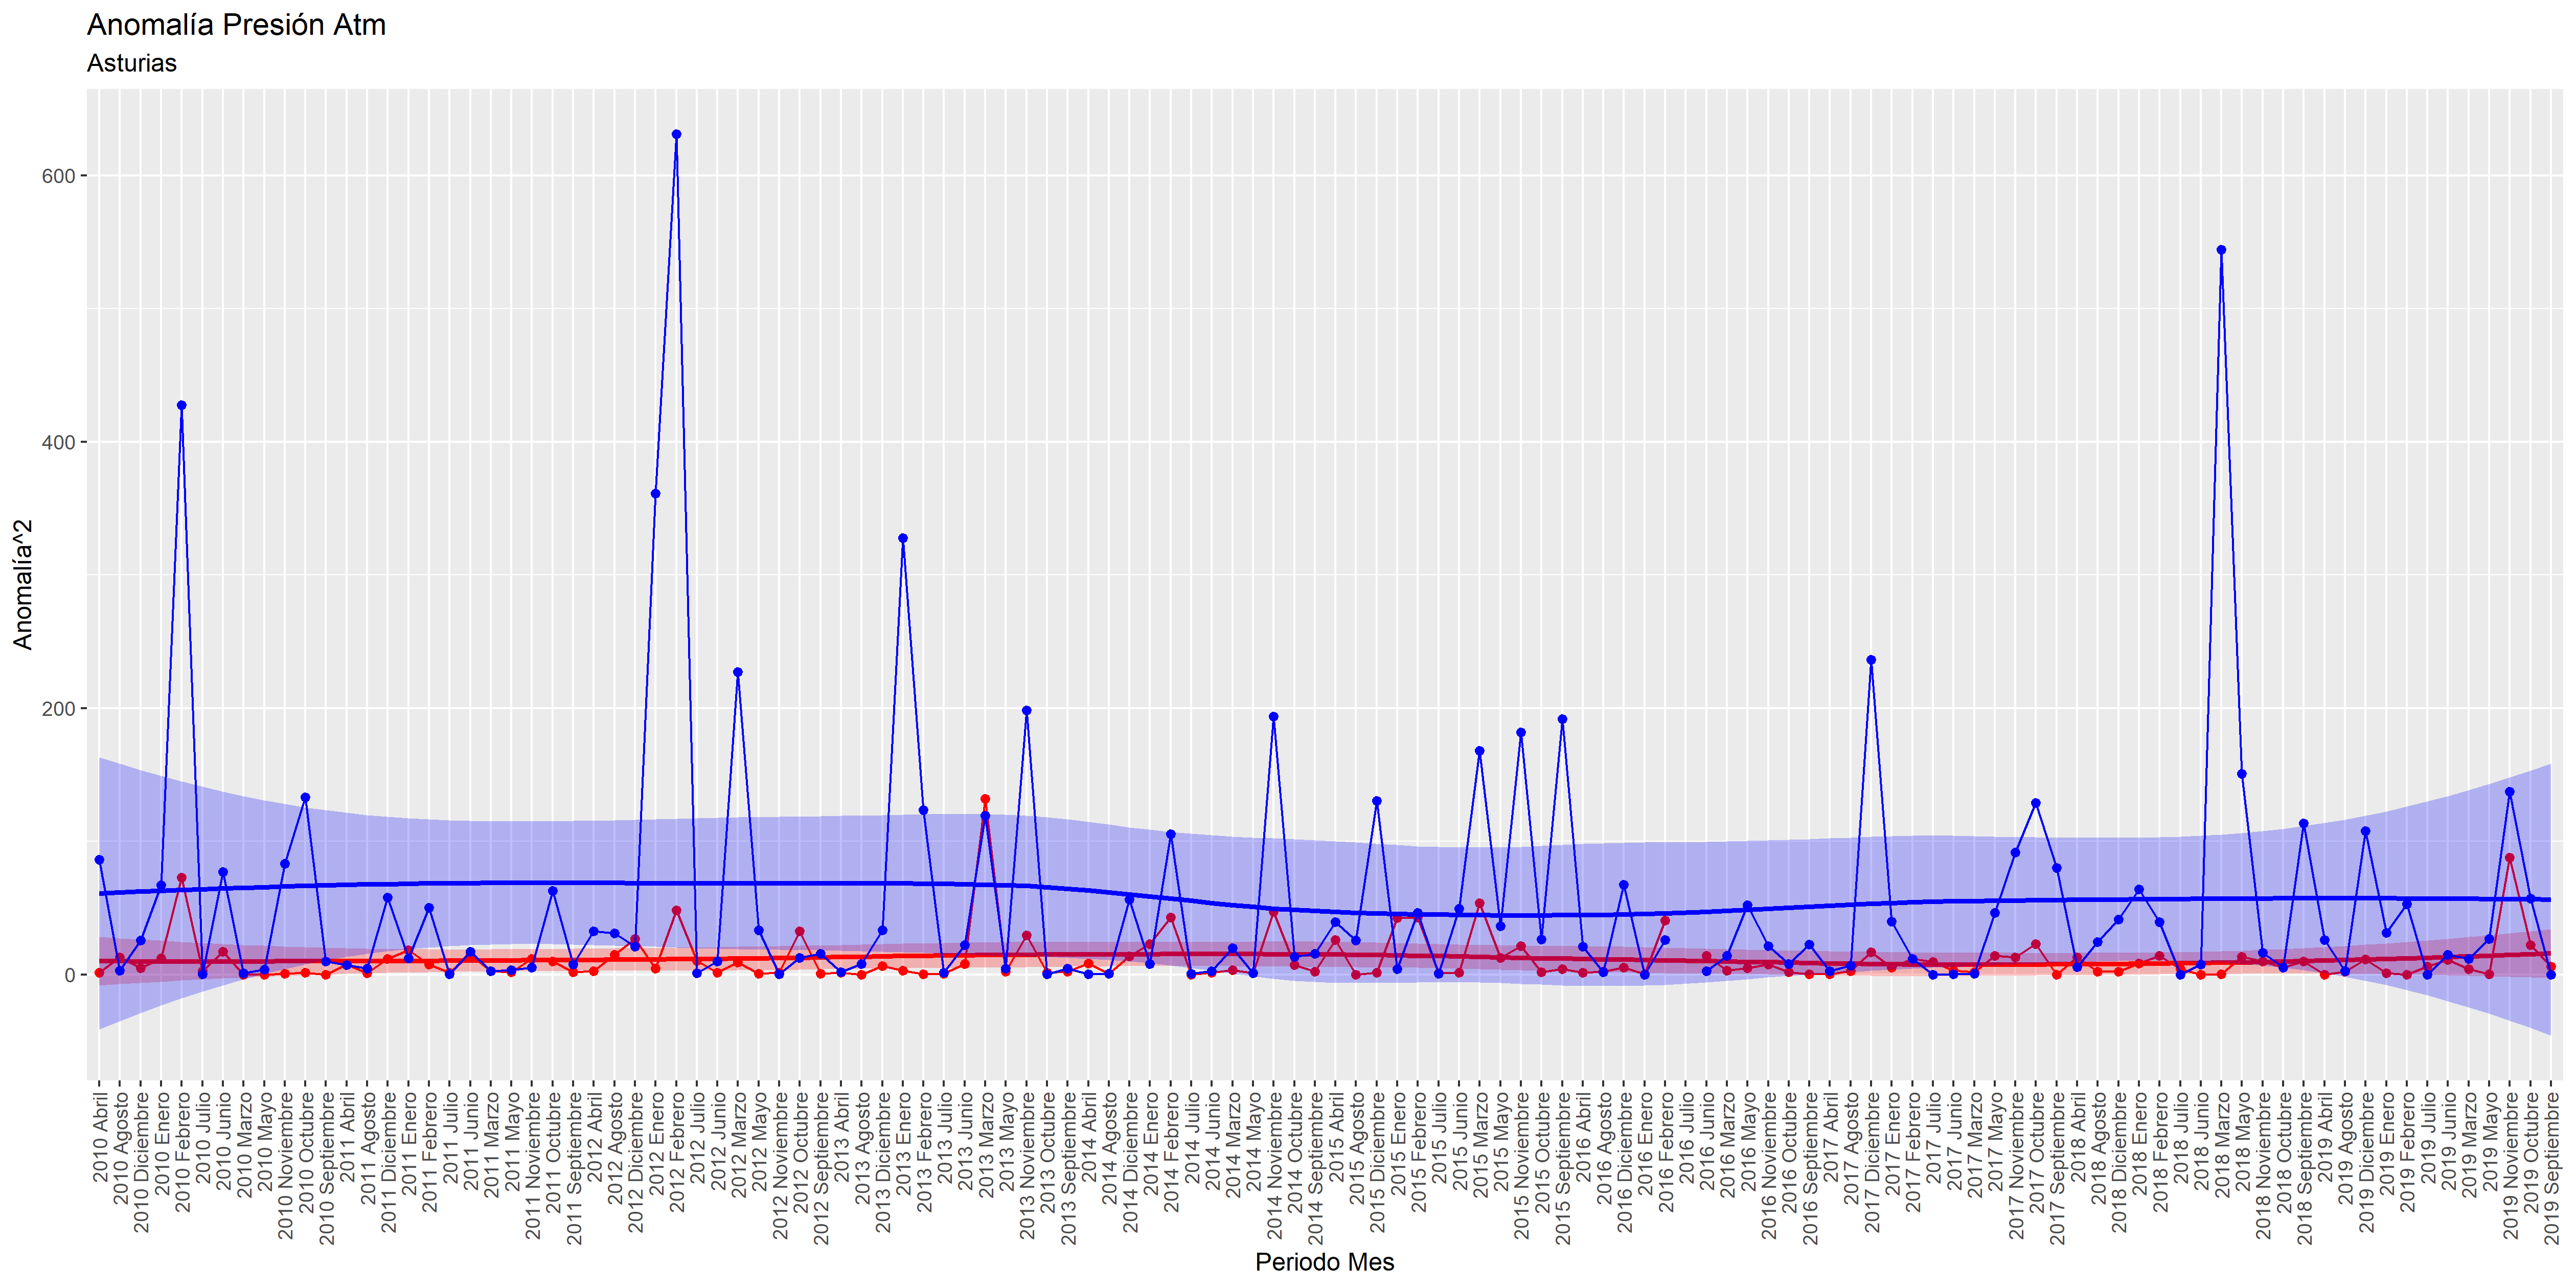 Anomalía Presión Atm
Asturias
Anomalía^2
600
400
200
0
2010 Abril
2010 Agosto
2010 Diciembre
2010 Enero
2010 Febrero
2010 Julio
2010 Junio
2010 Marzo
2010 Mayo
2010 Noviembre
2010 Octubre
2010 Septiembre
2011 Abril
2011 Agosto
2011 Diciembre
2011 Enero
2011 Febrero
2011 Julio
2011 Junio
2011 Marzo
2011 Mayo
2011 Noviembre
2011 Octubre
2011 Septiembre
2012 Abril
2012 Agosto
2012 Diciembre
2012 Enero
2012 Febrero
2012 Julio
2012 Junio
2012 Marzo
2012 Mayo
2012 Noviembre
2012 Octubre
2012 Septiembre
2013 Abril
2013 Agosto
2013 Diciembre
2013 Enero
2013 Febrero
2013 Julio
2013 Junio
2013 Marzo
2013 Mayo
2013 Noviembre
2013 Octubre
2013 Septiembre
2014 Abril
2014 Agosto
2014 Diciembre
2014 Enero
2014 Febrero
2014 Julio
2014 Junio
2014 Marzo
2014 Mayo
2014 Noviembre
2014 Octubre
2014 Septiembre
2015 Abril
2015 Agosto
2015 Diciembre
2015 Enero
2015 Febrero
2015 Julio
2015 Junio
2015 Marzo
2015 Mayo
2015 Noviembre
2015 Octubre
2015 Septiembre
2016 Abril
2016 Agosto
2016 Diciembre
2016 Enero
2016 Febrero
2016 Julio
2016 Junio
2016 Marzo
2016 Mayo
2016 Noviembre
2016 Octubre
2016 Septiembre
2017 Abril
2017 Agosto
2017 Diciembre
2017 Enero
2017 Febrero
2017 Julio
2017 Junio
2017 Marzo
2017 Mayo
2017 Noviembre
2017 Octubre
2017 Septiembre
2018 Abril
2018 Agosto
2018 Diciembre
2018 Enero
2018 Febrero
2018 Julio
2018 Junio
2018 Marzo
2018 Mayo
2018 Noviembre
2018 Octubre
2018 Septiembre
2019 Abril
2019 Agosto
2019 Diciembre
2019 Enero
2019 Febrero
2019 Julio
2019 Junio
2019 Marzo
2019 Mayo
2019 Noviembre
2019 Octubre
2019 Septiembre
Periodo Mes